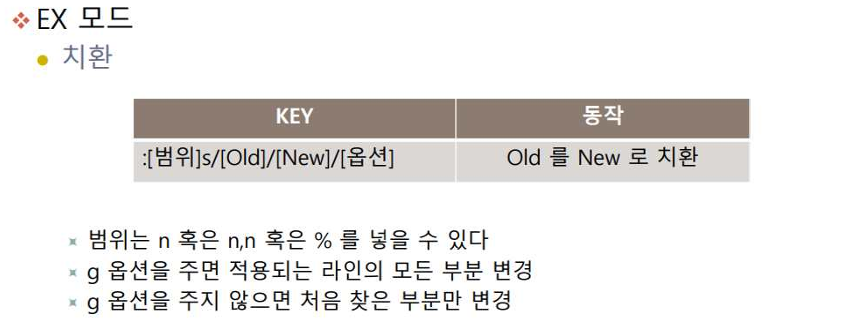 EX 모드
치환
KEY 동작
:[범위]s/[Old]/[New]/[옵션] Old 를 New 로 치환
범위는 n 혹은 n,n 혹은 % 를 넣을 수 있다
g 옵션을 주면 적용되는 라인의 모든 부분 변경
g 옵션을 주지 않으면 처음 찾은 부분만 변경